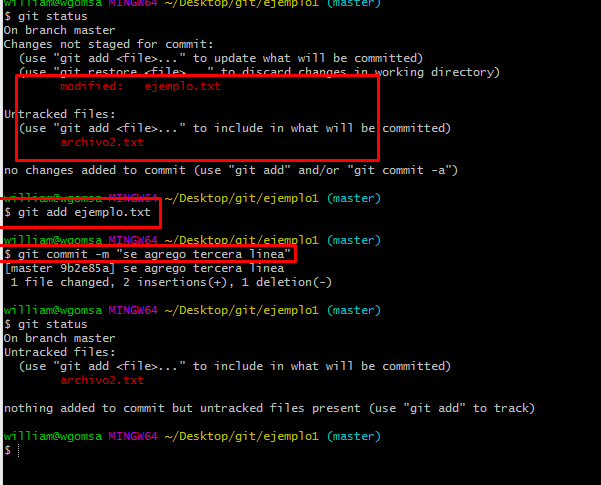 william@wgomsa MINGW64 ~/Desktop/git/ejemplo1 (master)
$ git status
On branch master
Changes not staged for commit:
  (use "git add <file>..." to update what will be committed)
  (use "git restore <file>..." to discard changes in working directory)
        modified:   ejemplo.txt

Untracked files:
  (use "git add <file>..." to include in what will be committed)
        archivo2.txt

no changes added to commit (use "git add" and/or "git commit -a")

william@wgomsa MINGW64 ~/Desktop/git/ejemplo1 (master)
$ git add ejemplo.txt

william@wgomsa MINGW64 ~/Desktop/git/ejemplo1 (master)
$ git commit -m "se agrego tercera linea"
[master 9b2e85a] se agrego tercera linea
 1 file changed, 2 insertions(+), 1 deletion(-)

william@wgomsa MINGW64 ~/Desktop/git/ejemplo1 (master)
$ git status
On branch master
Untracked files:
  (use "git add <file>..." to include in what will be committed)
        archivo2.txt

nothing added to commit but untracked files present (use "git add" to track)

william@wgomsa MINGW64 ~/Desktop/git/ejemplo1 (master)
$